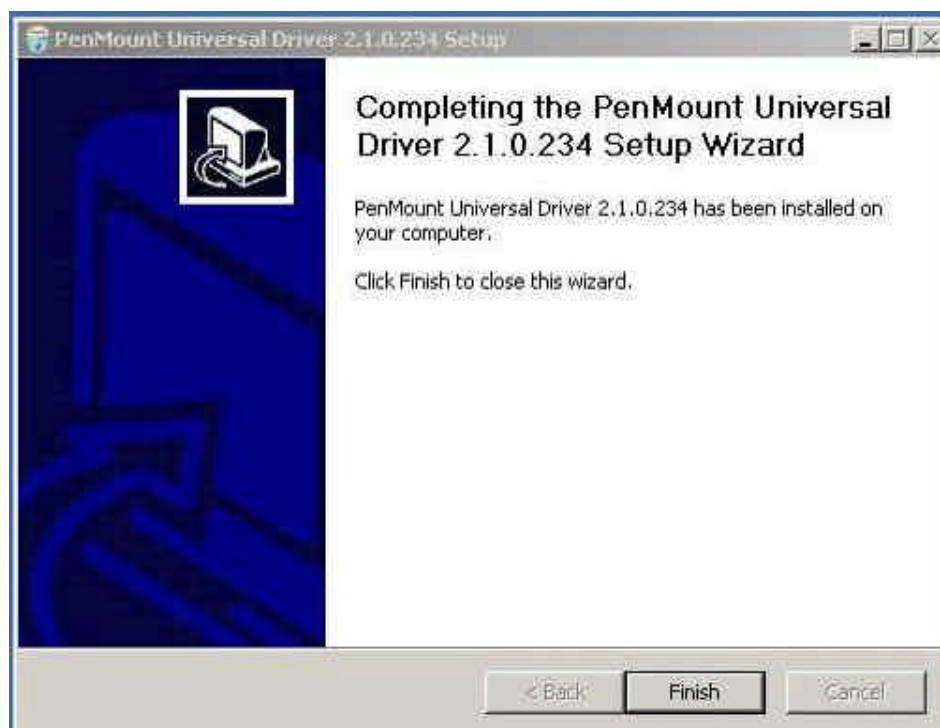 PenMount Universal Driver 2.1.0.234 Setup
Completing the PenMount Universal
Driver 2.1.0.234 Setup Wizard
PenMount Universal Driver 2.1.0.234 has been installed on
your computer.
Click Finish to close this wizard.
< Back
Finish
Cancel